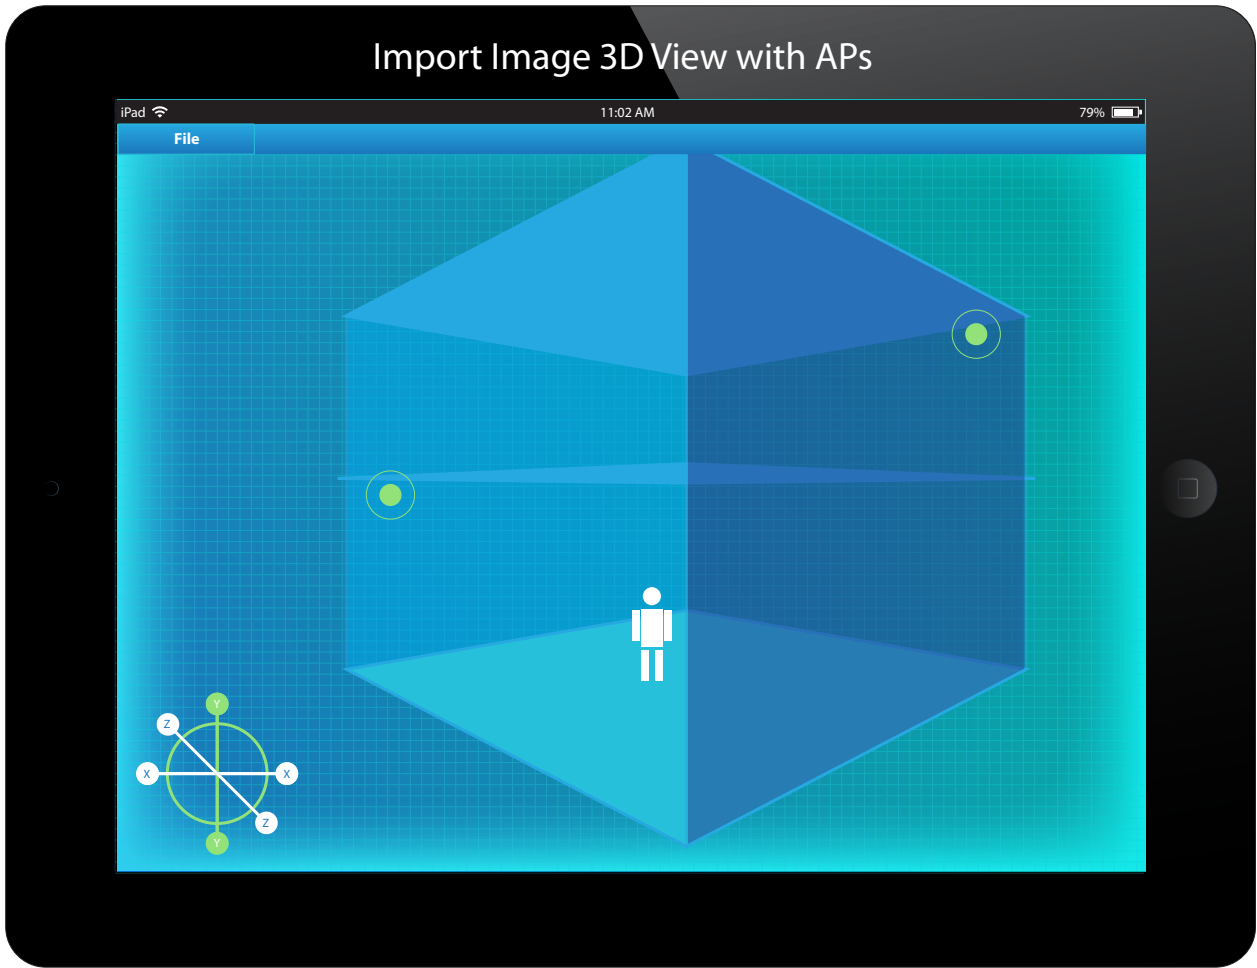 Import Image 3D View with APs
iPad 11:02 AM 79%
File
Y
Z
X X
Z
Y